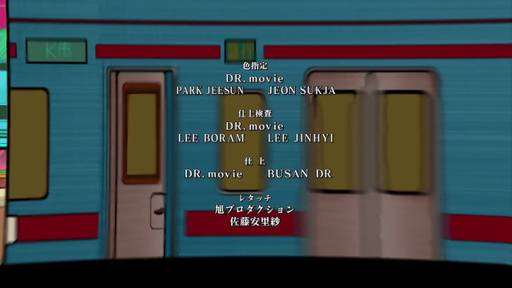 K市
色指定
DR.movie
PARK JEESUN JEON SUKJA
仕上検査
DR.movie
LEE BORAM LEE JINHYI
仕上
DR.movie BUSAN DR
レタッチ
旭プロダクション
佐藤安里紗